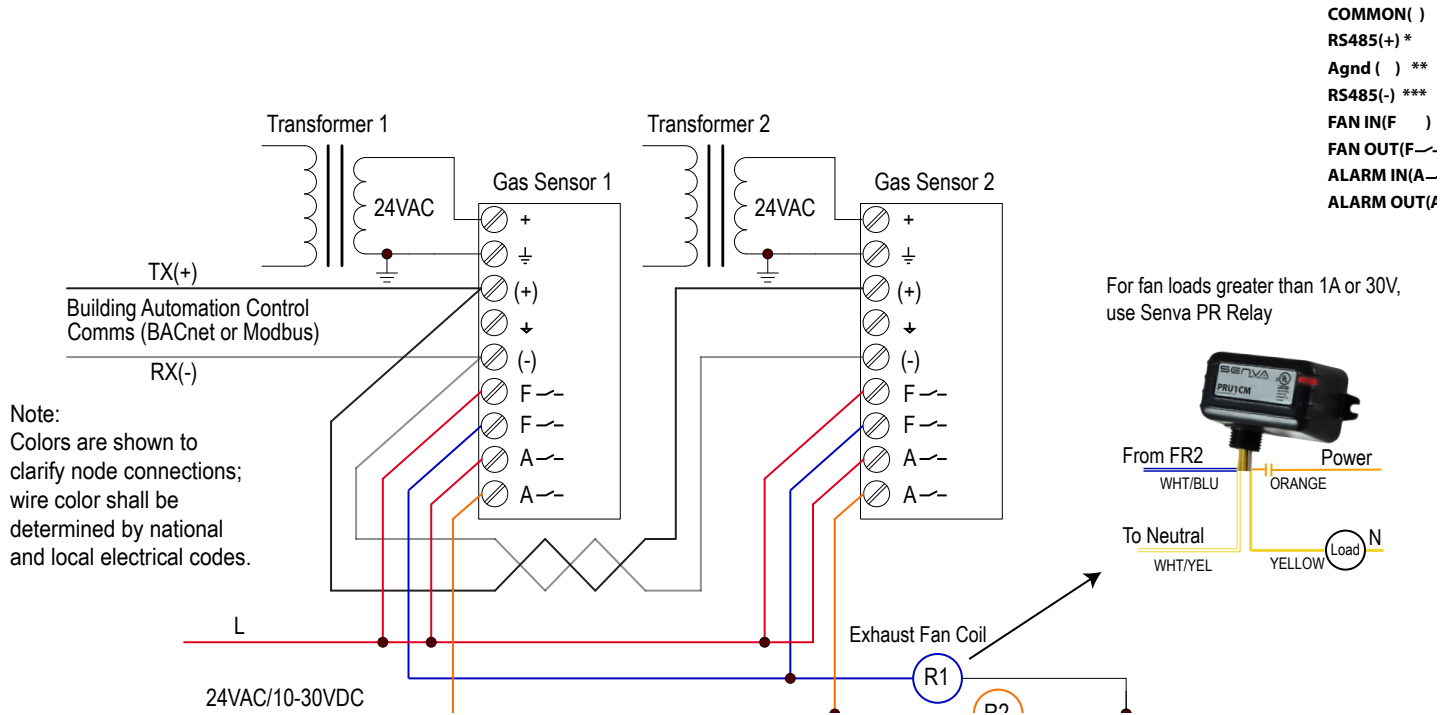 COMMON( )
RS485(+) *
Agnd ( ) **
RS485(-) ***
FAN IN(F )
FAN OUT(F
ALARM IN(A
ALARM OUT(A
Transformer 1
Transformer 2
Gas Sensor 1
Gas Sensor 2
24VAC
24VAC
+
+
TX(+)
(+)
(+)
Building Automation Control
Comms (BACnet or Modbus)
RX(-)
(-)
(-)
F
F
F
F
A
A
A
A
Note:
Colors are shown to
clarify node connections;
wire color shall be
determined by national
and local electrical codes.
For fan loads greater than 1A or 30V,
use Senva PR Relay
SENVA
PRU1CM
From FR2
Power
WHT/BLU
ORANGE
To Neutral
Load
N
WHT/YEL
YELLOW
L
Exhaust Fan Coil
R1
24VAC/10-30VDC
R2